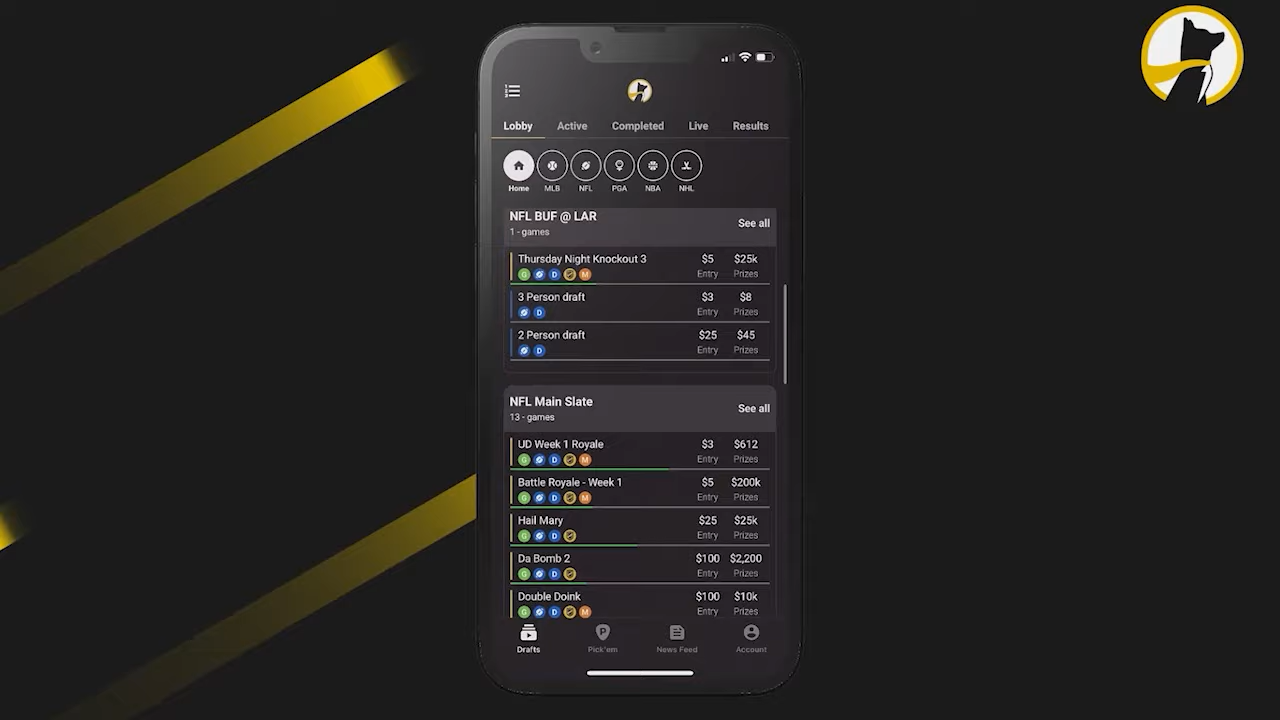 Lobby Active Completed Live Results
Home MLB NFL PGA NBA NHL
NFL BUF @ LAR
1 - games
See all
Thursday Night Knockout 3 $5 $25k
G D M Entry Prizes
3 Person draft $3 $8
D Entry Prizes
2 Person draft $25 $45
D Entry Prizes
NFL Main Slate
13 - games
See all
UD Week 1 Royale $3 $612
G D M Entry Prizes
Battle Royale - Week 1 $5 $200k
G D M Entry Prizes
Hail Mary $25 $25k
G D Entry Prizes
Da Bomb 2 $100 $2,200
G D Entry Prizes
Double Doink $100 $10k
G D M Entry Prizes
Drafts Pick'em News Feed Account